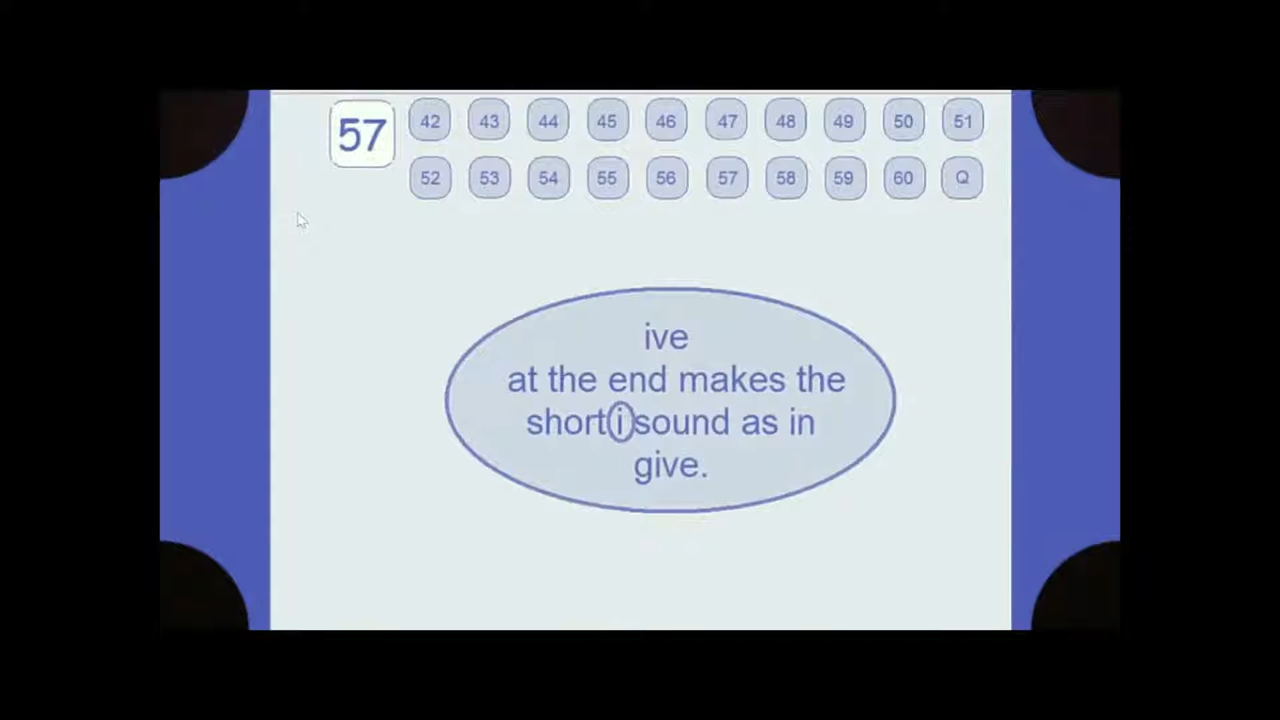 57
42 43 44 45 46 47 48 49 50 51
52 53 54 55 56 57 58 59 60 Q
ive
at the end makes the
short i sound as in
give.